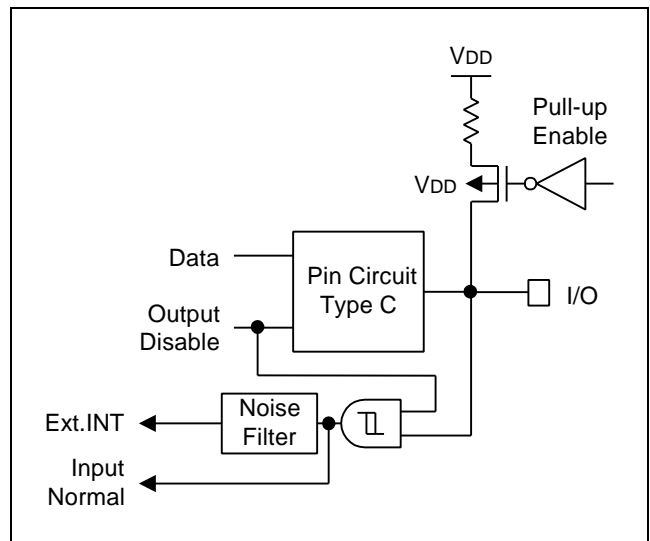 VDD
Pull-up
Enable
VDD
Data
Pin Circuit
Type C
I/O
Output
Disable
Ext.INT
Noise
Filter
Input
Normal